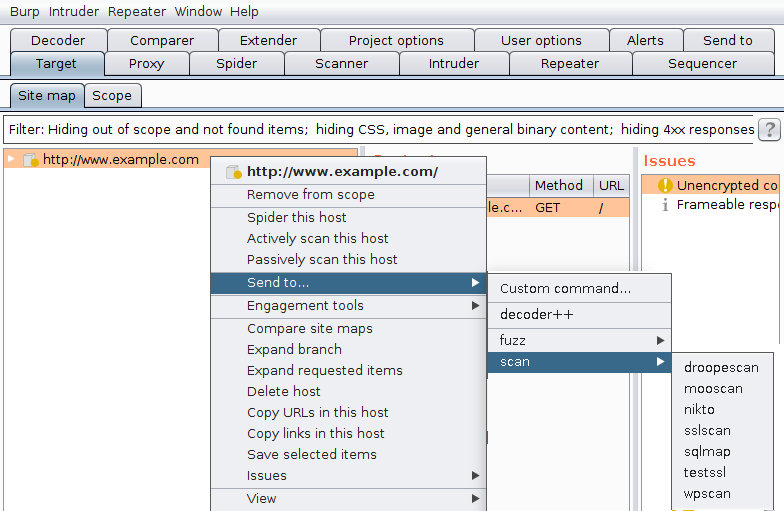 Burp Intruder Repeater Window Help
Decoder Comparer Extender Project options User options Alerts Send to
Target Proxy Spider Scanner Intruder Repeater Sequencer
Site map Scope
Filter: Hiding out of scope and not found items; hiding CSS, image and general binary content; hiding 4xx responses
?
http://www.example.com
http://www.example.com/
Remove from scope
Spider this host
Actively scan this host
Passively scan this host
Send to...
Engagement tools
Compare site maps
Expand branch
Expand requested items
Delete host
Copy URLs in this host
Copy links in this host
Save selected items
Issues
View
Method URL
le.c... GET /
Custom command...
decoder++
fuzz
scan
droopescan
mooscan
nikto
sslscan
sqlmap
testssl
wpscan
Issues
Unencrypted co
Frameable resp